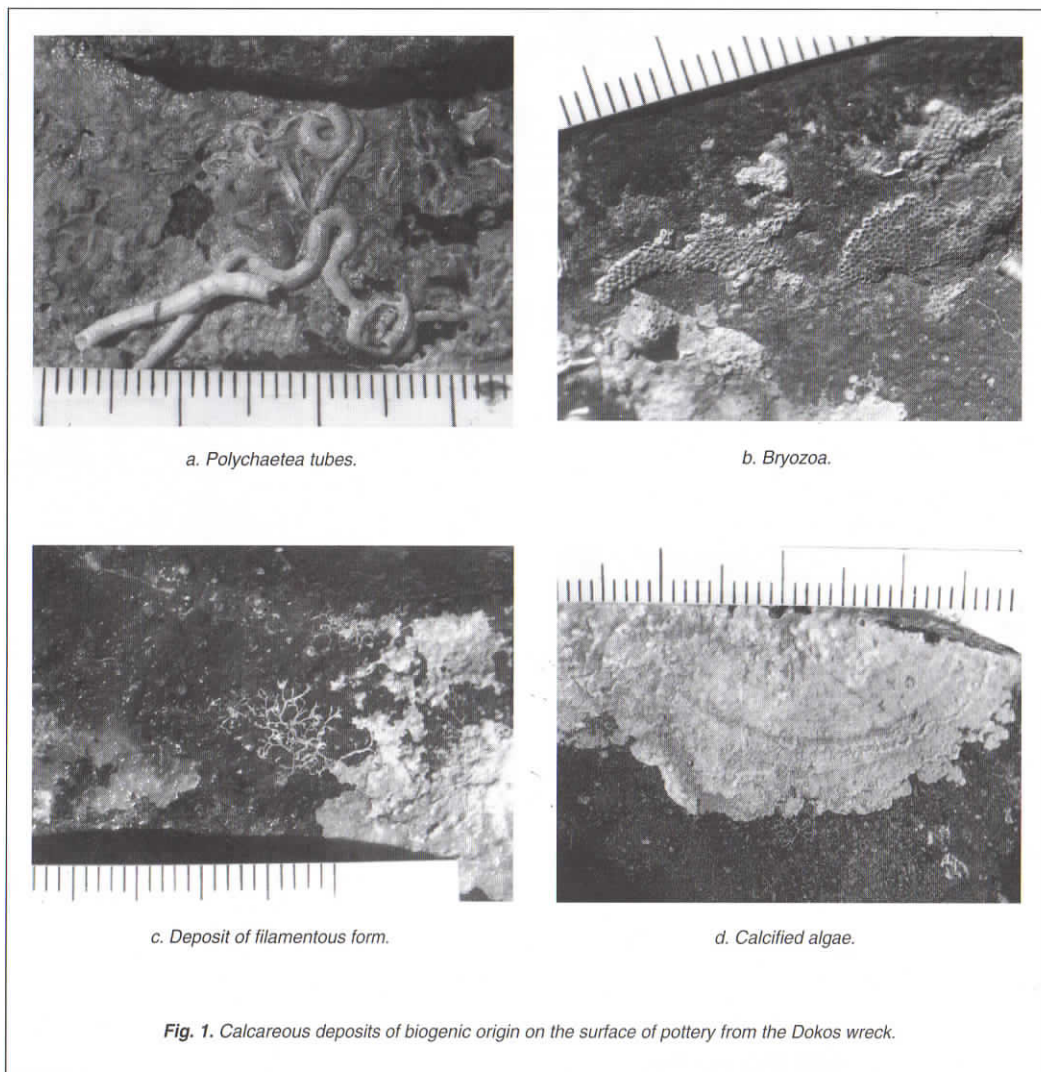 a. Polychaetea tubes.
b. Bryozoa.
c. Deposit of filamentous form.
d. Calcified algae.
Fig. 1. Calcareous deposits of biogenic origin on the surface of pottery from the Dokos wreck.